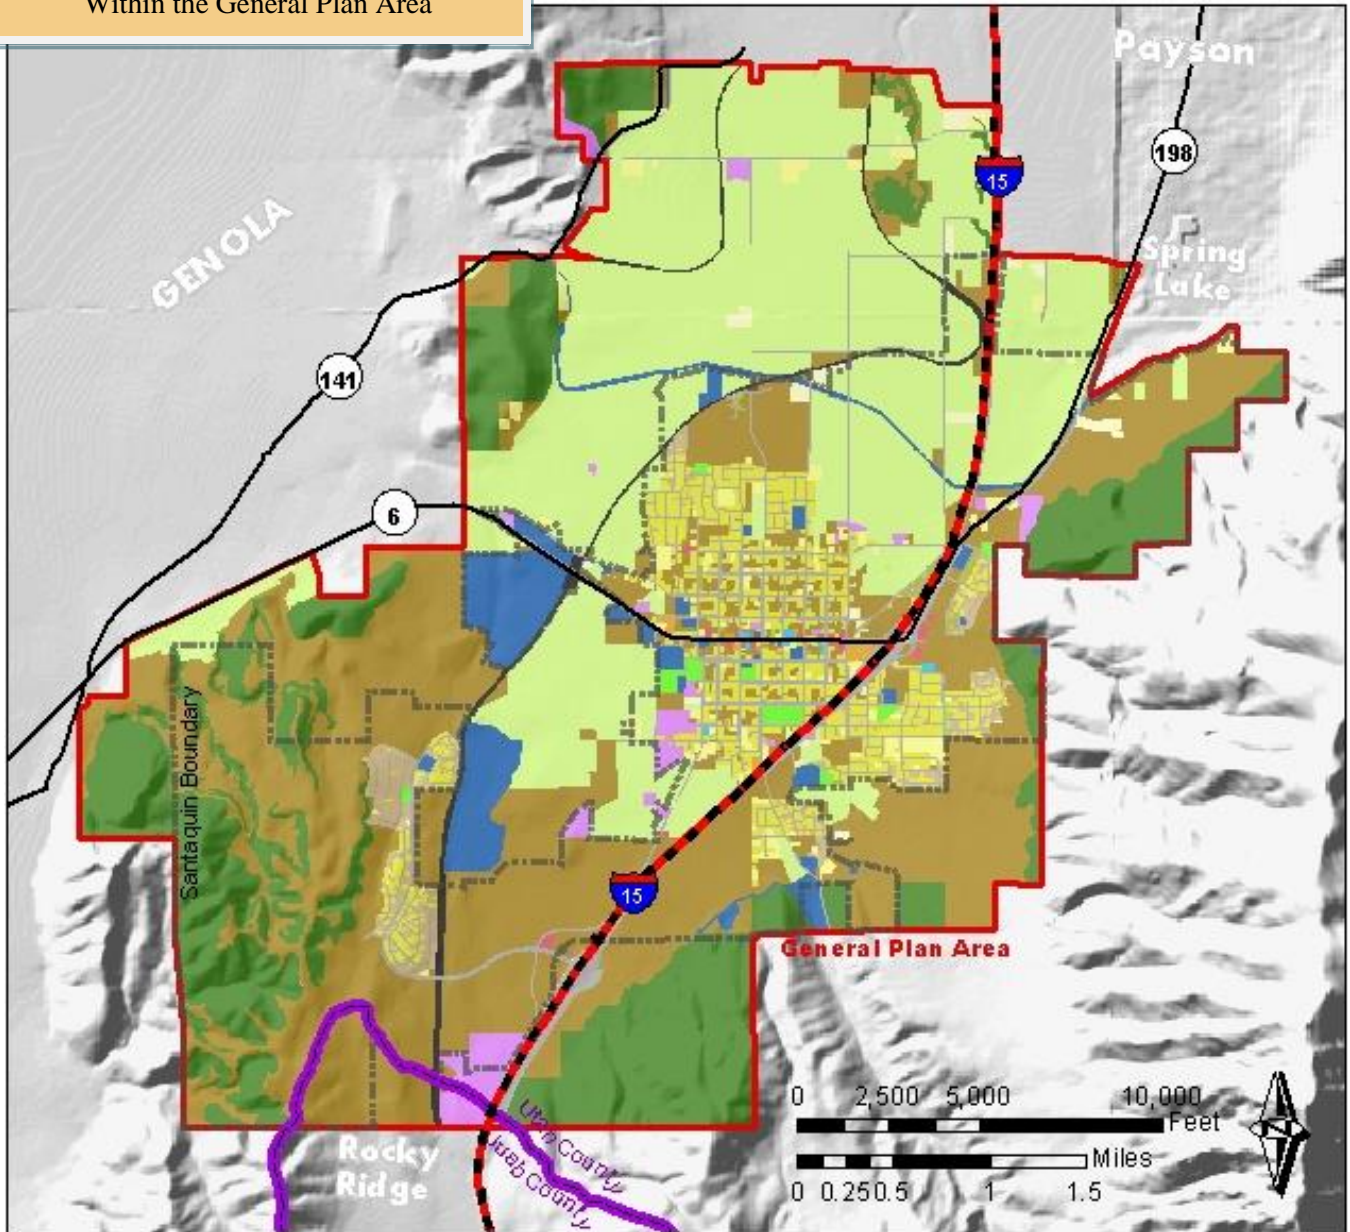 Within the General Plan Area
Payson
198
15
GENOLA
Spring
Lake
141
6
Santaquin Boundary
15
General Plan Area
0 2,500 5,000 10,000
Feet
Utah County
Juab County
Rocky
Ridge
Miles
0 0.25 0.5 1 1.5